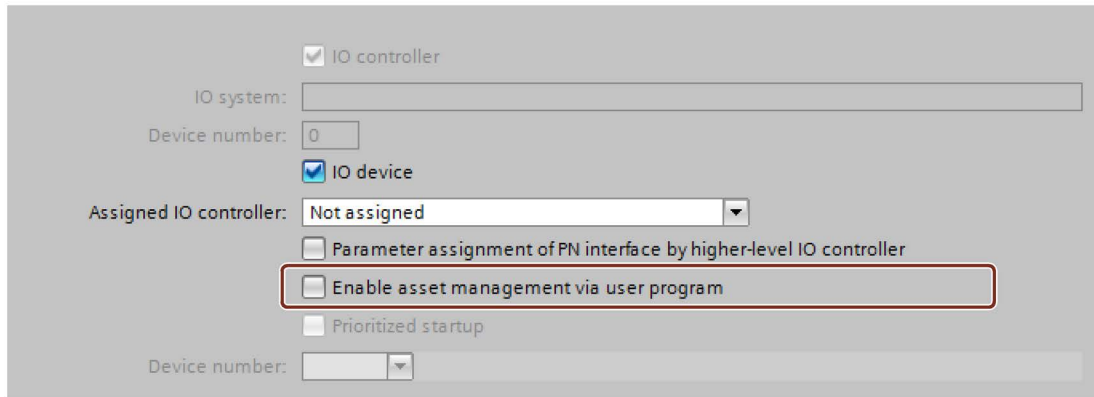 IO controller
IO system:
Device number: 0
IO device
Assigned IO controller: Not assigned
Parameter assignment of PN interface by higher-level IO controller
Enable asset management via user program
Prioritized startup
Device number: